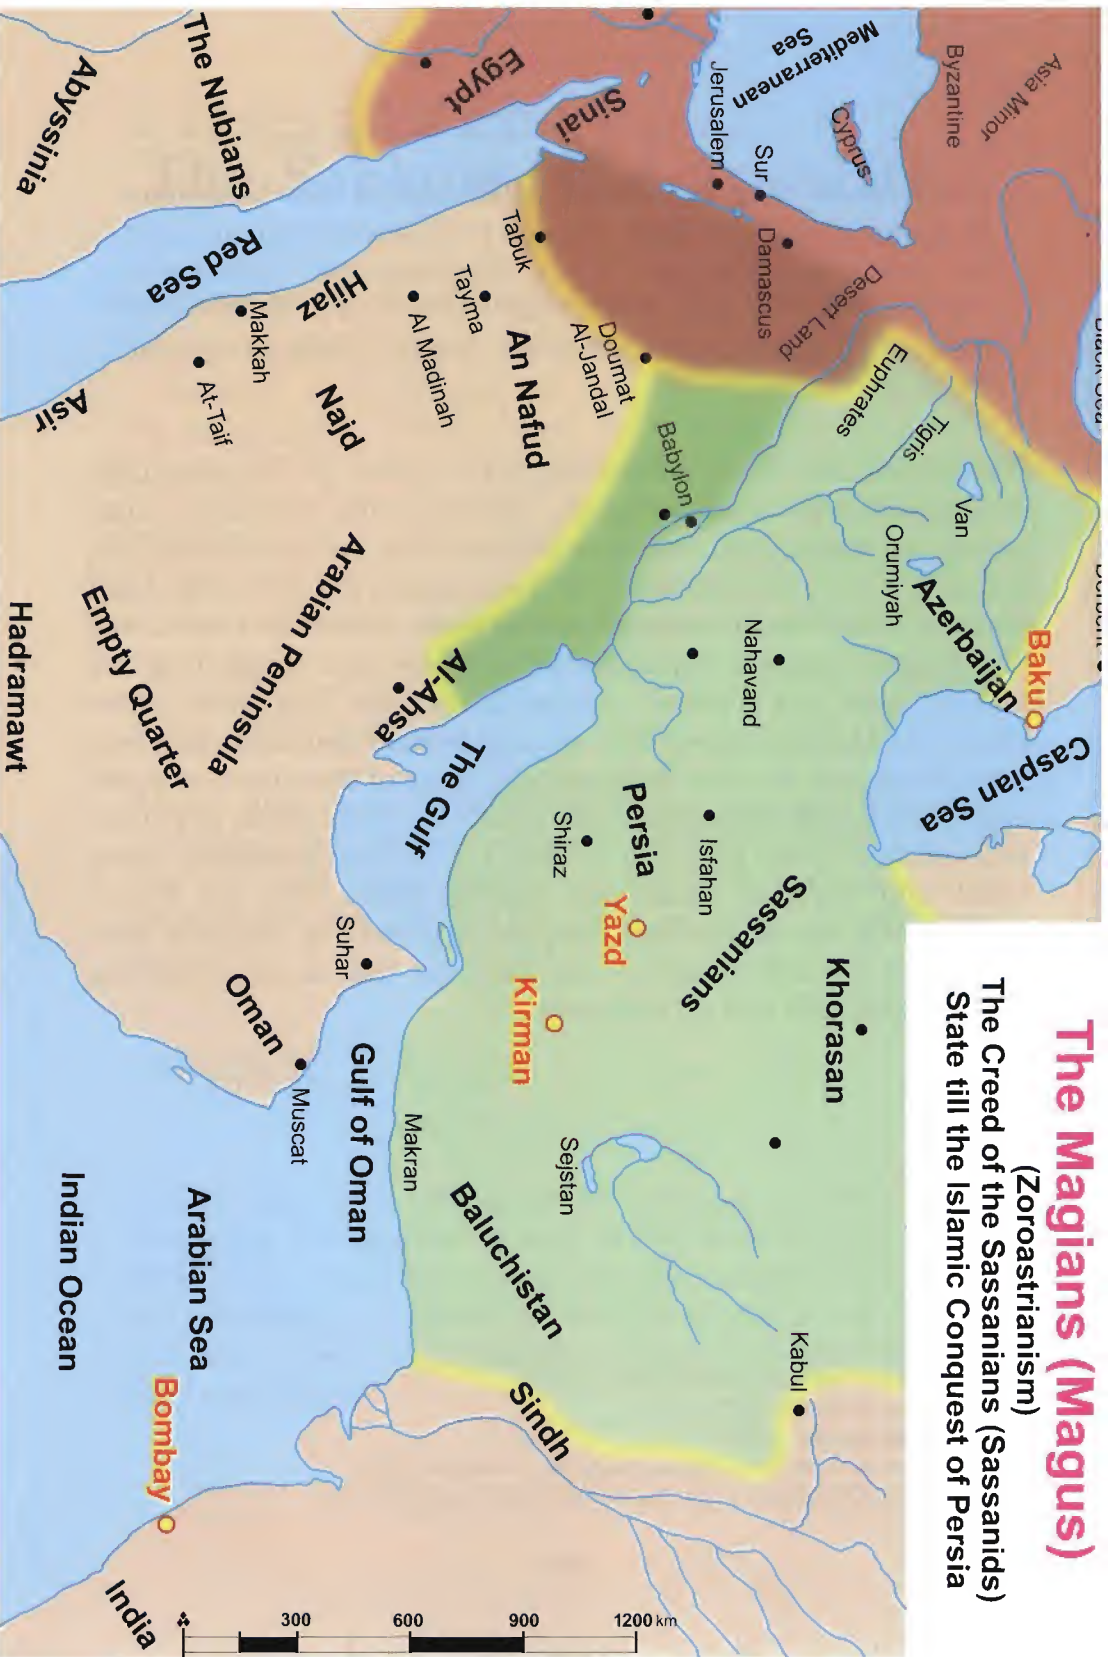 The Magians (Magus)
(Zoroastrianism)
The Creed of the Sassanians (Sassanids)
State till the Islamic Conquest of Persia
Asia Minor
Byzantine
Mediterranean
Sea
Cyprus
Jerusalem
Sur
Damascus
Desert Land
Egypt
Sinai
The Nubians
Abyssinia
Red Sea
Tabuk
Tayma
Hijaz
Al Madinah
Makkah
At-Taif
Asir
Doumat
Al-Jandal
An Nafud
Najd
Arabian Peninsula
Empty Quarter
Hadramawt
Euphrates
Tigris
Van
Orumiyah
Azerbaijan
Baku
Caspian Sea
Babylon
Nahavand
Al-Ahsa
The Gulf
Persia
Isfahan
Shiraz
Yazd
Kirman
Sassanians
Khorasan
Suhar
Oman
Muscat
Gulf of Oman
Makran
Sejstan
Baluchistan
Kabul
Sindh
Arabian Sea
Indian Ocean
Bombay
India
300
600
900
1200 km